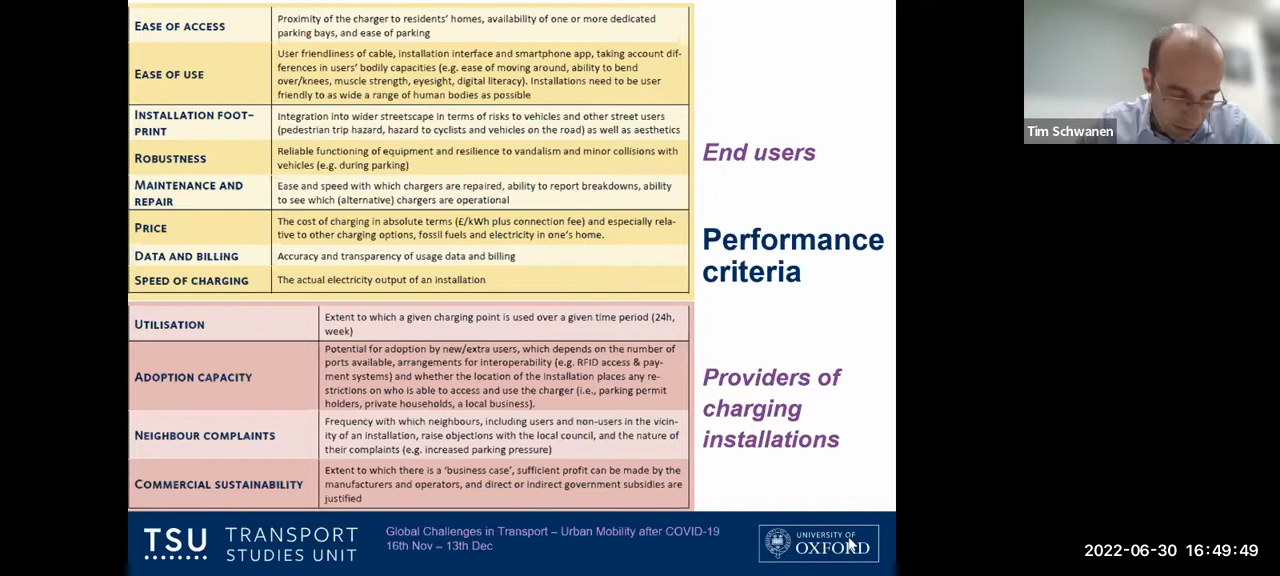 EASE OF ACCESS
Proximity of the charger to residents' homes, availability of one or more dedicated
parking bays, and ease of parking
EASE OF USE
User friendliness of cable, installation interface and smartphone app, taking account dif-
ferences in users' bodily capacities (e.g. ease of moving around, ability to bend
over/knees, muscle strength, eyesight, digital literacy). Installations need to be user
friendly to as wide a range of human bodies as possible
INSTALLATION FOOT-
PRINT
Integration into wider streetscape in terms of risks to vehicles and other street users
(pedestrian trip hazard, hazard to cyclists and vehicles on the road) as well as aesthetics
ROBUSTNESS
Reliable functioning of equipment and resilience to vandalism and minor collisions with
vehicles (e.g. during parking)
MAINTENANCE AND
REPAIR
Ease and speed with which chargers are repaired, ability to report breakdowns, ability
to see which (alternative) chargers are operational
PRICE
The cost of charging in absolute terms (£/kWh plus connection fee) and especially rela-
tive to other charging options, fossil fuels and electricity in one's home.
DATA AND BILLING
Accuracy and transparency of usage data and billing
SPEED OF CHARGING
The actual electricity output of an installation
End users
Performance
criteria
UTILISATION
Extent to which a given charging point is used over a given time period (24h,
week)
ADOPTION CAPACITY
Potential for adoption by new/extra users, which depends on the number of
ports available, arrangements for interoperability (e.g. RFID access & pay-
ment systems) and whether the location of the installation places any re-
strictions on who is able to access and use the charger (i.e., parking permit
holders, private households, a local business).
NEIGHBOUR COMPLAINTS
Frequency with which neighbours, including users and non-users in the vicin-
ity of an installation, raise objections with the local council, and the nature of
their complaints (e.g. increased parking pressure)
COMMERCIAL SUSTAINABILITY
Extent to which there is a 'business case', sufficient profit can be made by the
manufacturers and operators, and direct or indirect government subsidies are
justified
Providers of
charging
installations
TSU
TRANSPORT
STUDIES UNIT
Global Challenges in Transport – Urban Mobility after COVID-19
16th Nov – 13th Dec
UNIVERSITY OF
OXFORD
Tim Schwanen
2022-06-30 16:49:49